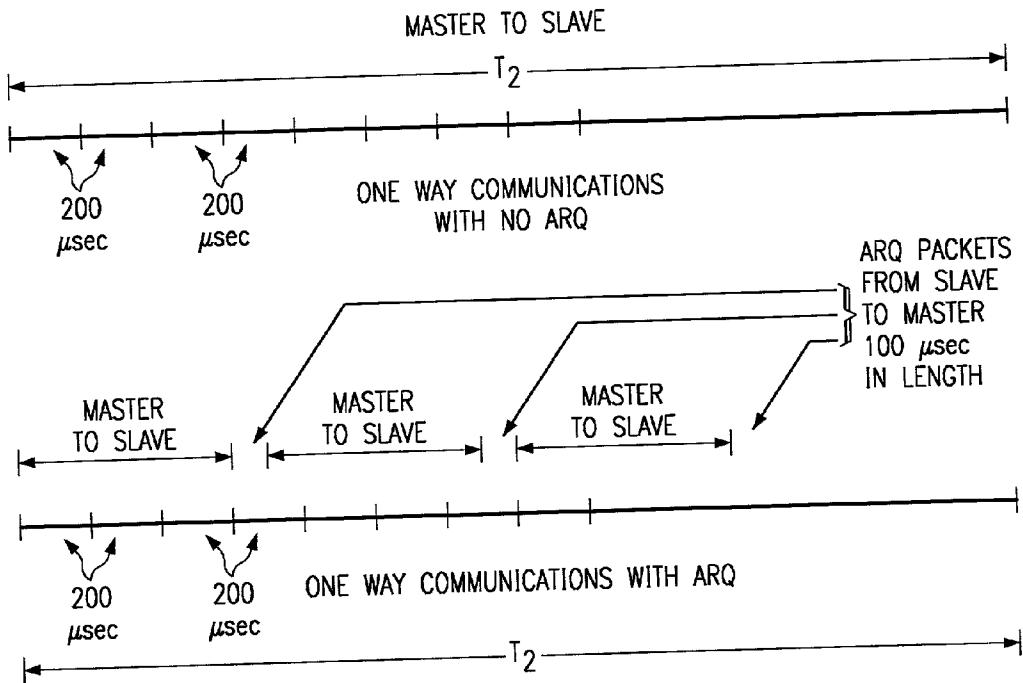 MASTER TO SLAVE
T2
200
μsec
200
μsec
ONE WAY COMMUNICATIONS
WITH NO ARQ
ARQ PACKETS
FROM SLAVE
TO MASTER
100 μsec
IN LENGTH
MASTER
TO SLAVE
MASTER
TO SLAVE
MASTER
TO SLAVE
200
μsec
200
μsec
ONE WAY COMMUNICATIONS WITH ARQ
T2